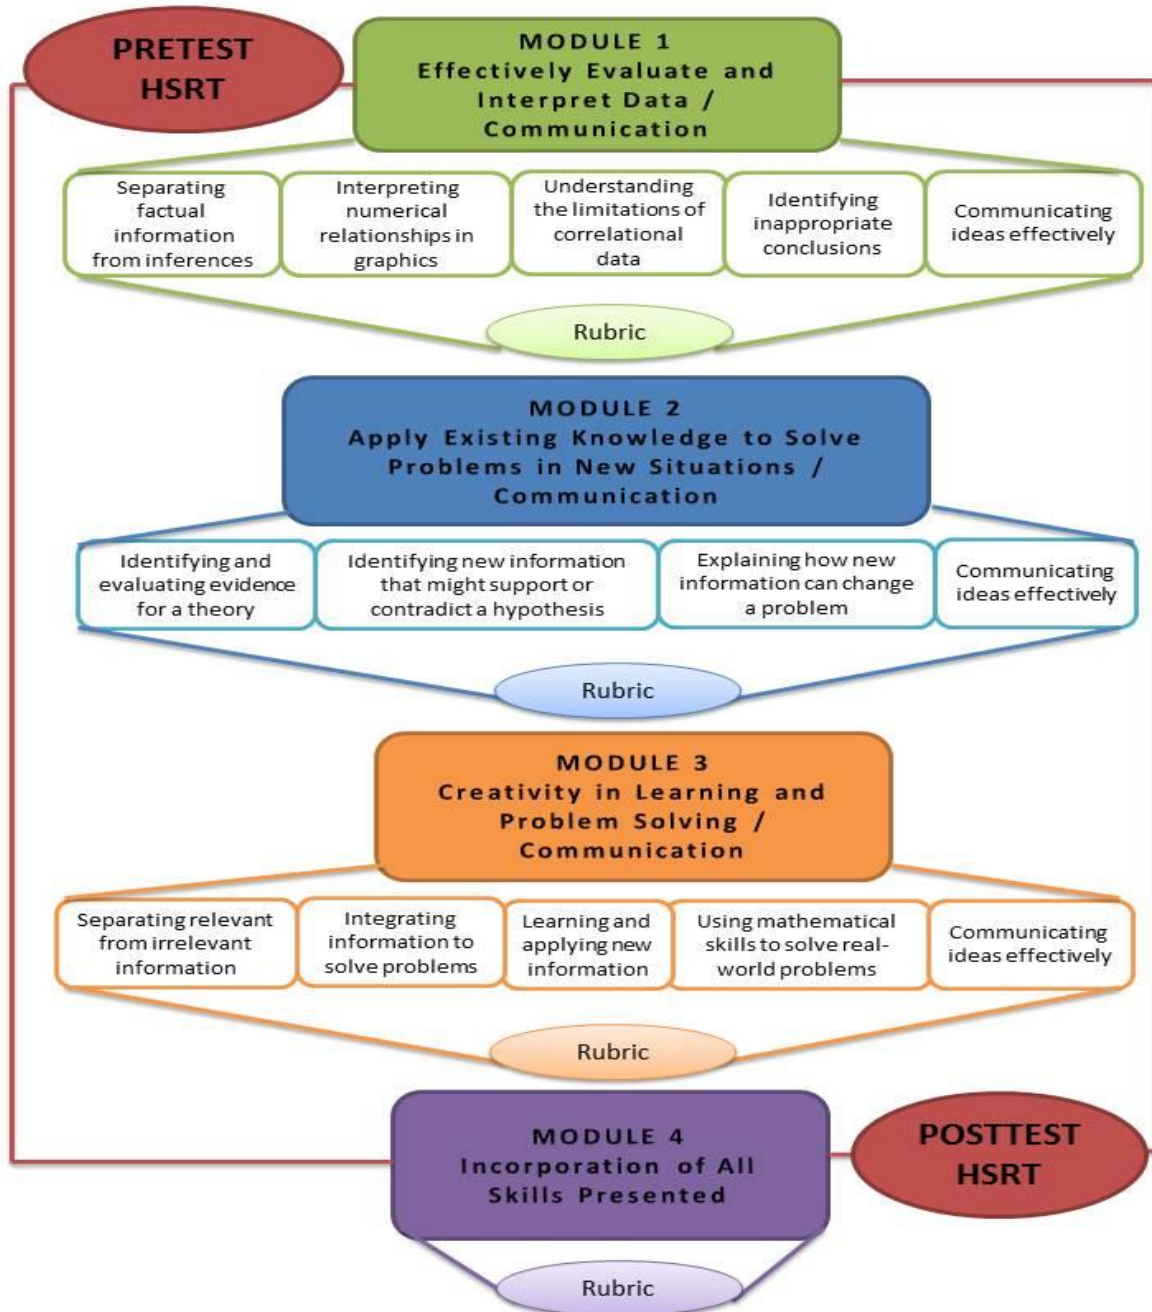 PRETEST
HSRT
MODULE 1
Effectively Evaluate and
Interpret Data /
Communication
Separating
factual
information
from inferences
Interpreting
numerical
relationships in
graphics
Understanding
the limitations of
correlational
data
Identifying
inappropriate
conclusions
Communicating
ideas effectively
Rubric
MODULE 2
Apply Existing Knowledge to Solve
Problems in New Situations /
Communication
Identifying and
evaluating evidence
for a theory
Identifying new information
that might support or
contradict a hypothesis
Explaining how new
information can change
a problem
Communicating
ideas effectively
Rubric
MODULE 3
Creativity in Learning and
Problem Solving /
Communication
Separating relevant
from irrelevant
information
Integrating
information to
solve problems
Learning and
applying new
information
Using mathematical
skills to solve real-
world problems
Communicating
ideas effectively
Rubric
MODULE 4
Incorporation of All
Skills Presented
POSTTEST
HSRT
Rubric